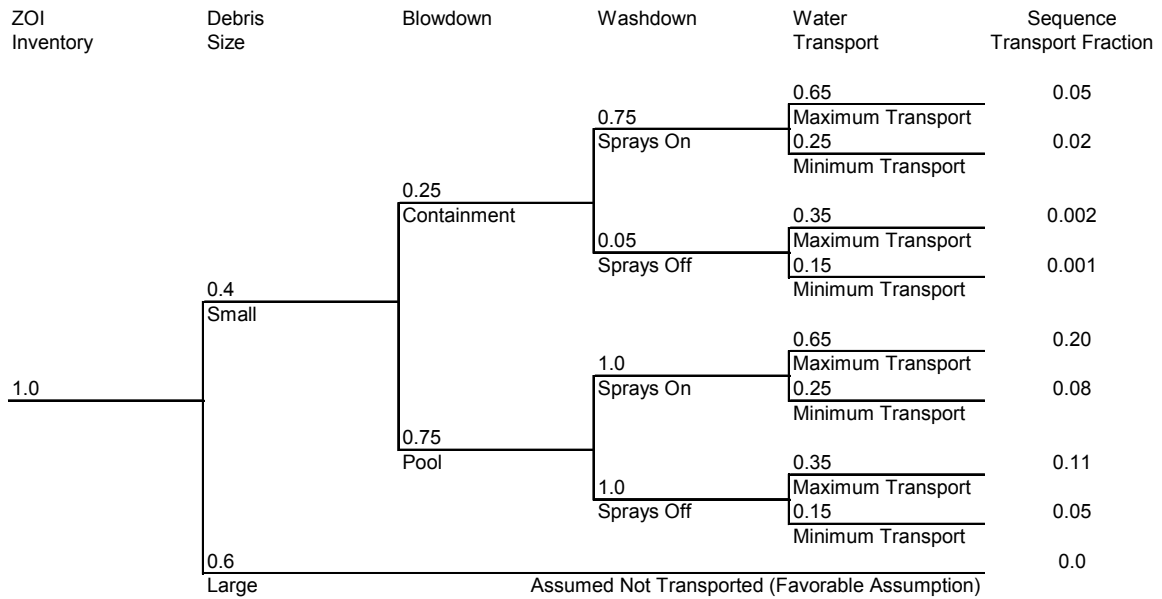 ZOI Inventory
Debris Size
Blowdown
Washdown
Water Transport
Sequence Transport Fraction
0.65
0.05
Maximum Transport
0.75
0.25
0.02
Sprays On
Minimum Transport
0.25
Containment
0.35
0.002
Maximum Transport
0.05
0.15
0.001
Sprays Off
Minimum Transport
0.4
Small
0.65
0.20
Maximum Transport
1.0
0.25
0.08
Sprays On
Minimum Transport
1.0
0.75
Pool
0.35
0.11
Maximum Transport
1.0
0.15
0.05
Sprays Off
Minimum Transport
0.6
0.0
Large
Assumed Not Transported (Favorable Assumption)